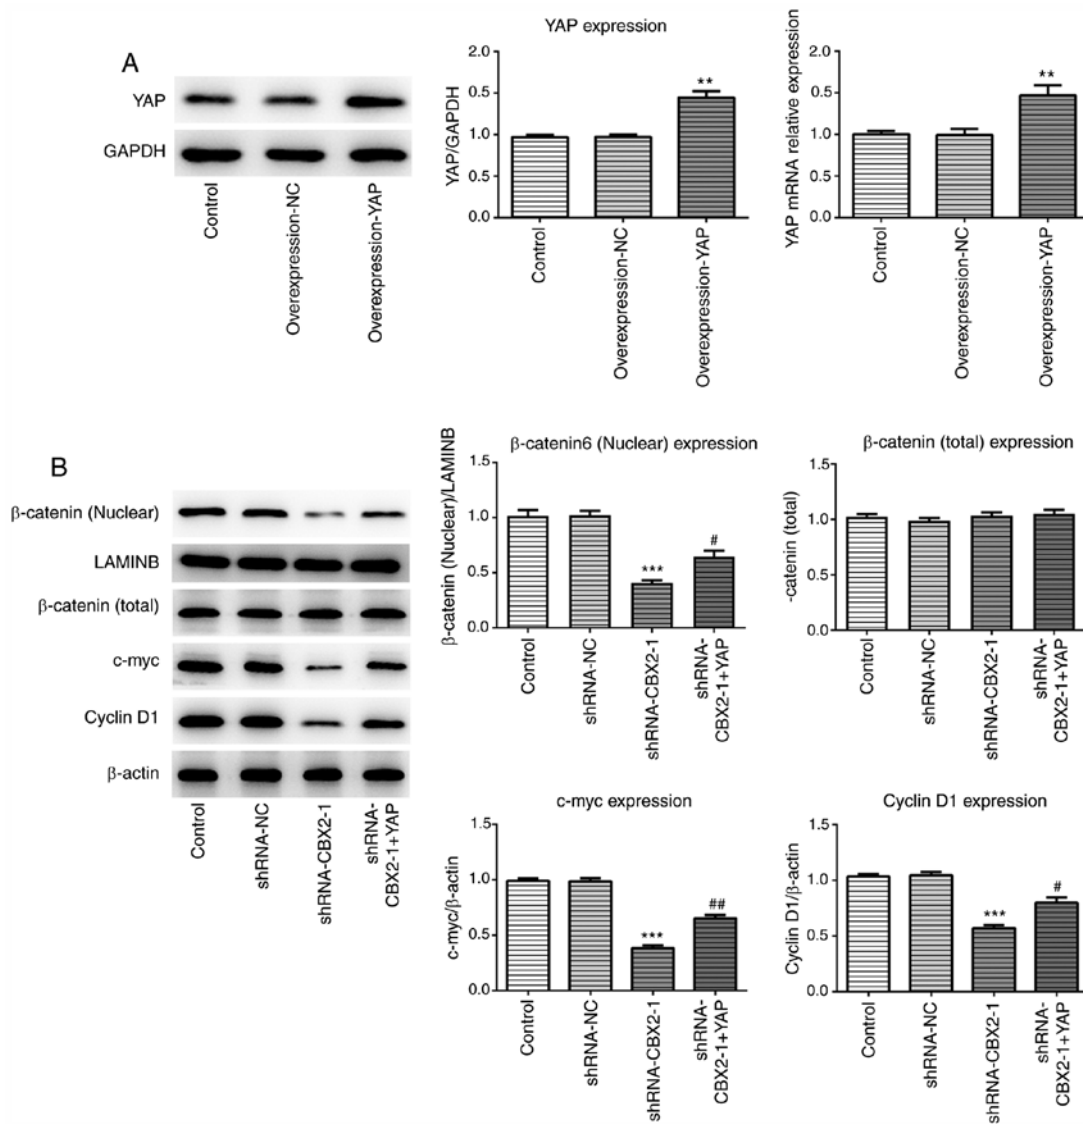 A
YAP
GAPDH
Control
Overexpression-NC
Overexpression-YAP
YAP expression
YAP/GAPDH
2.0
0.5
1.0
0.5
0.0
**
Control
Overexpression-NC
Overexpression-YAP
YAP mRNA relative expression
2.0
0.5
1.0
0.5
0.0
**
Control
Overexpression-NC
Overexpression-YAP
B
β-catenin (Nuclear)
LAMINB
β-catenin (total)
c-myc
Cyclin D1
β-actin
Control
shRNA-NC
shRNA-CBX2-1
shRNA-
CBX2-1+YAP
β-catenin6 (Nuclear) expression
β-catenin (Nuclear)/LAMINB
1.5
1.0
0.5
0.0
***
#
Control
shRNA-NC
shRNA-CBX2-1
shRNA-
CBX2-1+YAP
β-catenin (total) expression
-catenin (total)
1.5
1.0
0.5
0.0
Control
shRNA-NC
shRNA-CBX2-1
shRNA-
CBX2-1+YAP
c-myc expression
c-myc/β-actin
1.5
1.0
0.5
0.0
***
##
Control
shRNA-NC
shRNA-CBX2-1
shRNA-
CBX2-1+YAP
Cyclin D1 expression
Cyclin D1/β-actin
1.5
1.0
0.5
0.0
***
#
Control
shRNA-NC
shRNA-CBX2-1
shRNA-
CBX2-1+YAP